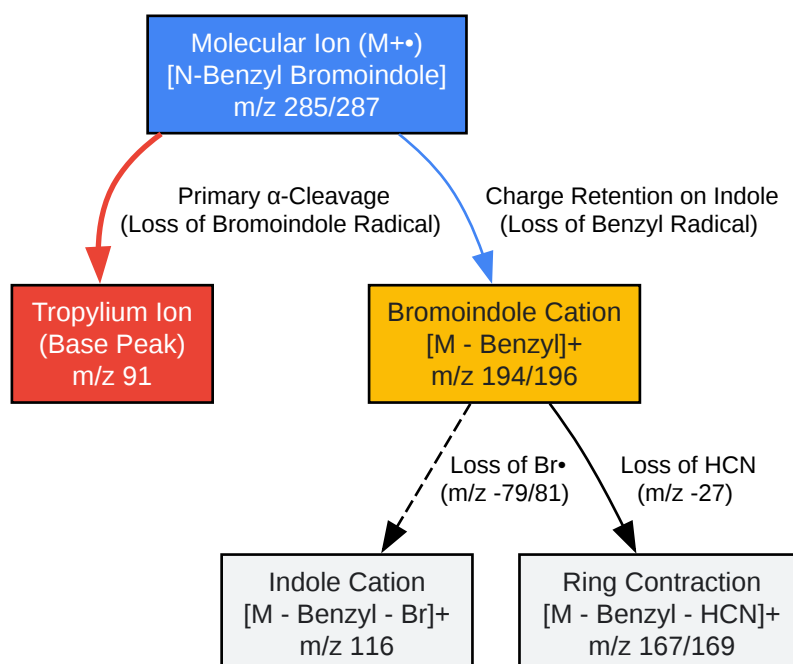 Molecular Ion (M+•)
[N-Benzyl Bromoindole]
m/z 285/287
Primary α-Cleavage
(Loss of Bromoindole Radical)
Charge Retention on Indole
(Loss of Benzyl Radical)
Tropylium Ion
(Base Peak)
m/z 91
Bromoindole Cation
[M - Benzyl]+
m/z 194/196
Loss of Br•
(m/z -79/81)
Loss of HCN
(m/z -27)
Indole Cation
[M - Benzyl - Br]+
m/z 116
Ring Contraction
[M - Benzyl - HCN]+
m/z 167/169